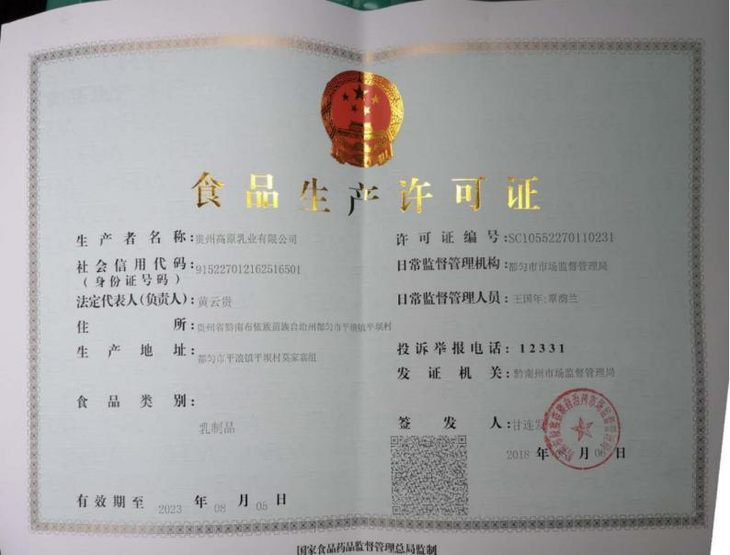 食品生产许可证
生产者名称：贵州高原乳业有限公司
社会信用代码：915227012162516501
（身份证号码）
法定代表人（负责人）：黄云贵
住所：贵州省黔南布依族苗族自治州都匀市平浪镇平坝村
生产地址：都匀市平浪镇平坝村莫家寨组
食品类别：
乳制品
有效期至 2023 年 08 月 05 日
许可证编号：SC10552270110231
日常监督管理机构：都匀市市场监督管理局
日常监督管理人员：王国年;覃
投诉举报电话：12331
发证机关：黔南州市场监督管理局
签发人：甘连发
2018 年 月 06 日
国家食品药品监督管理总局监制